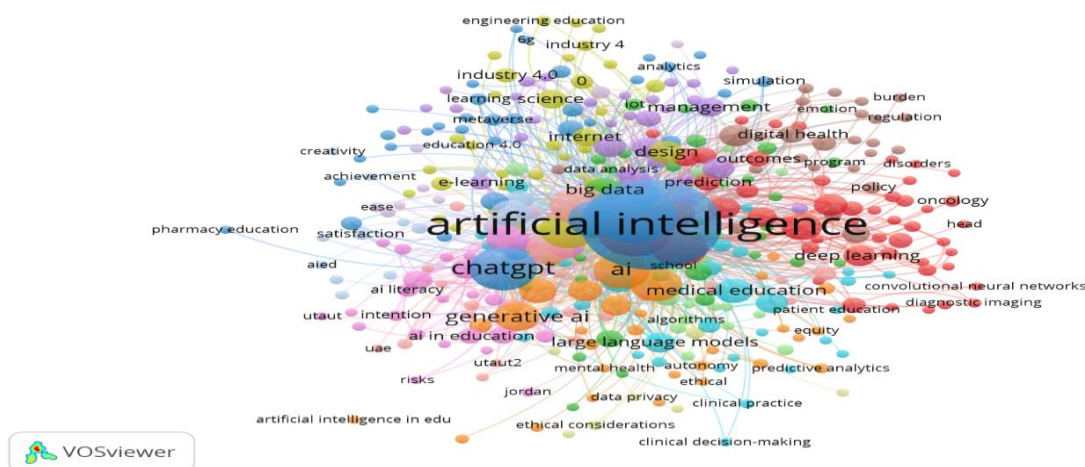 engineering education
6g
industry 4
industry 4.0
0
analytics
simulation
learning
science
iot
management
burden
emotion
regulation
metaverse
internet
digital health
creativity
education 4.0
design
outcomes
program
disorders
data analysis
achievement
e-learning
big data
prediction
policy
oncology
ease
artificial intelligence
head
pharmacy education
satisfaction
aied
chatgpt
ai
school
deep learning
ai literacy
medical education
convolutional neural networks
diagnostic imaging
utaut
intention
generative ai
algorithms
patient education
equity
ai in education
large language models
uae
utaut2
mental health
autonomy
predictive analytics
risks
ethical
jordan
data privacy
clinical practice
artificial intelligence in edu
ethical considerations
clinical decision-making
VOSviewer